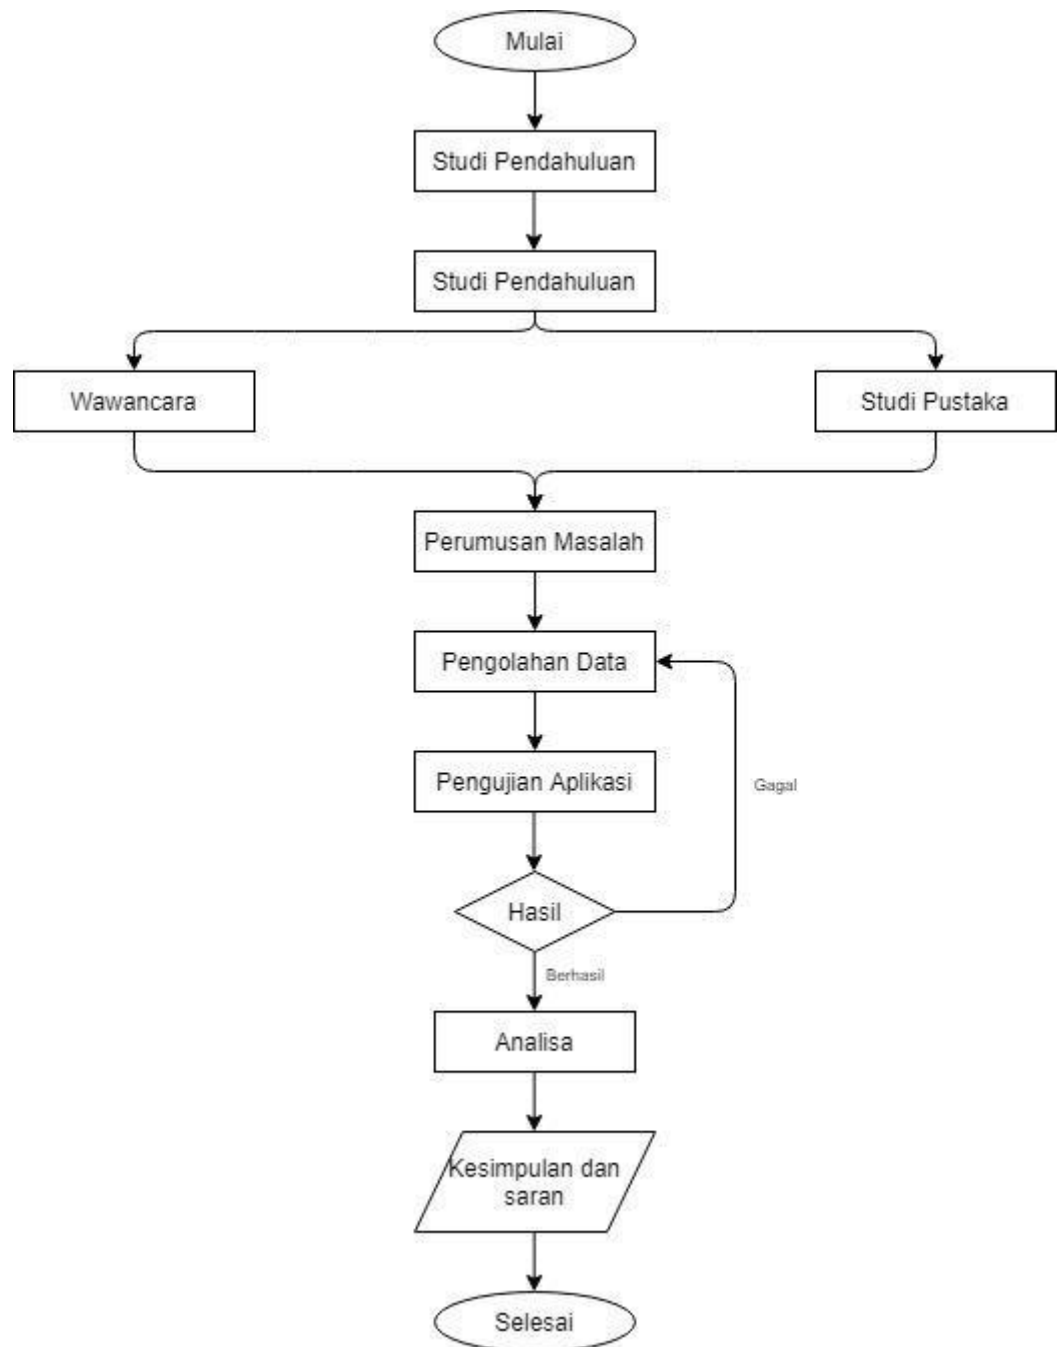 Mulai
Studi Pendahuluan
Studi Pendahuluan
Wawancara
Studi Pustaka
Perumusan Masalah
Pengolahan Data
Pengujian Aplikasi
Gagal
Hasil
Berhasil
Analisa
Kesimpulan dan
saran
Selesai